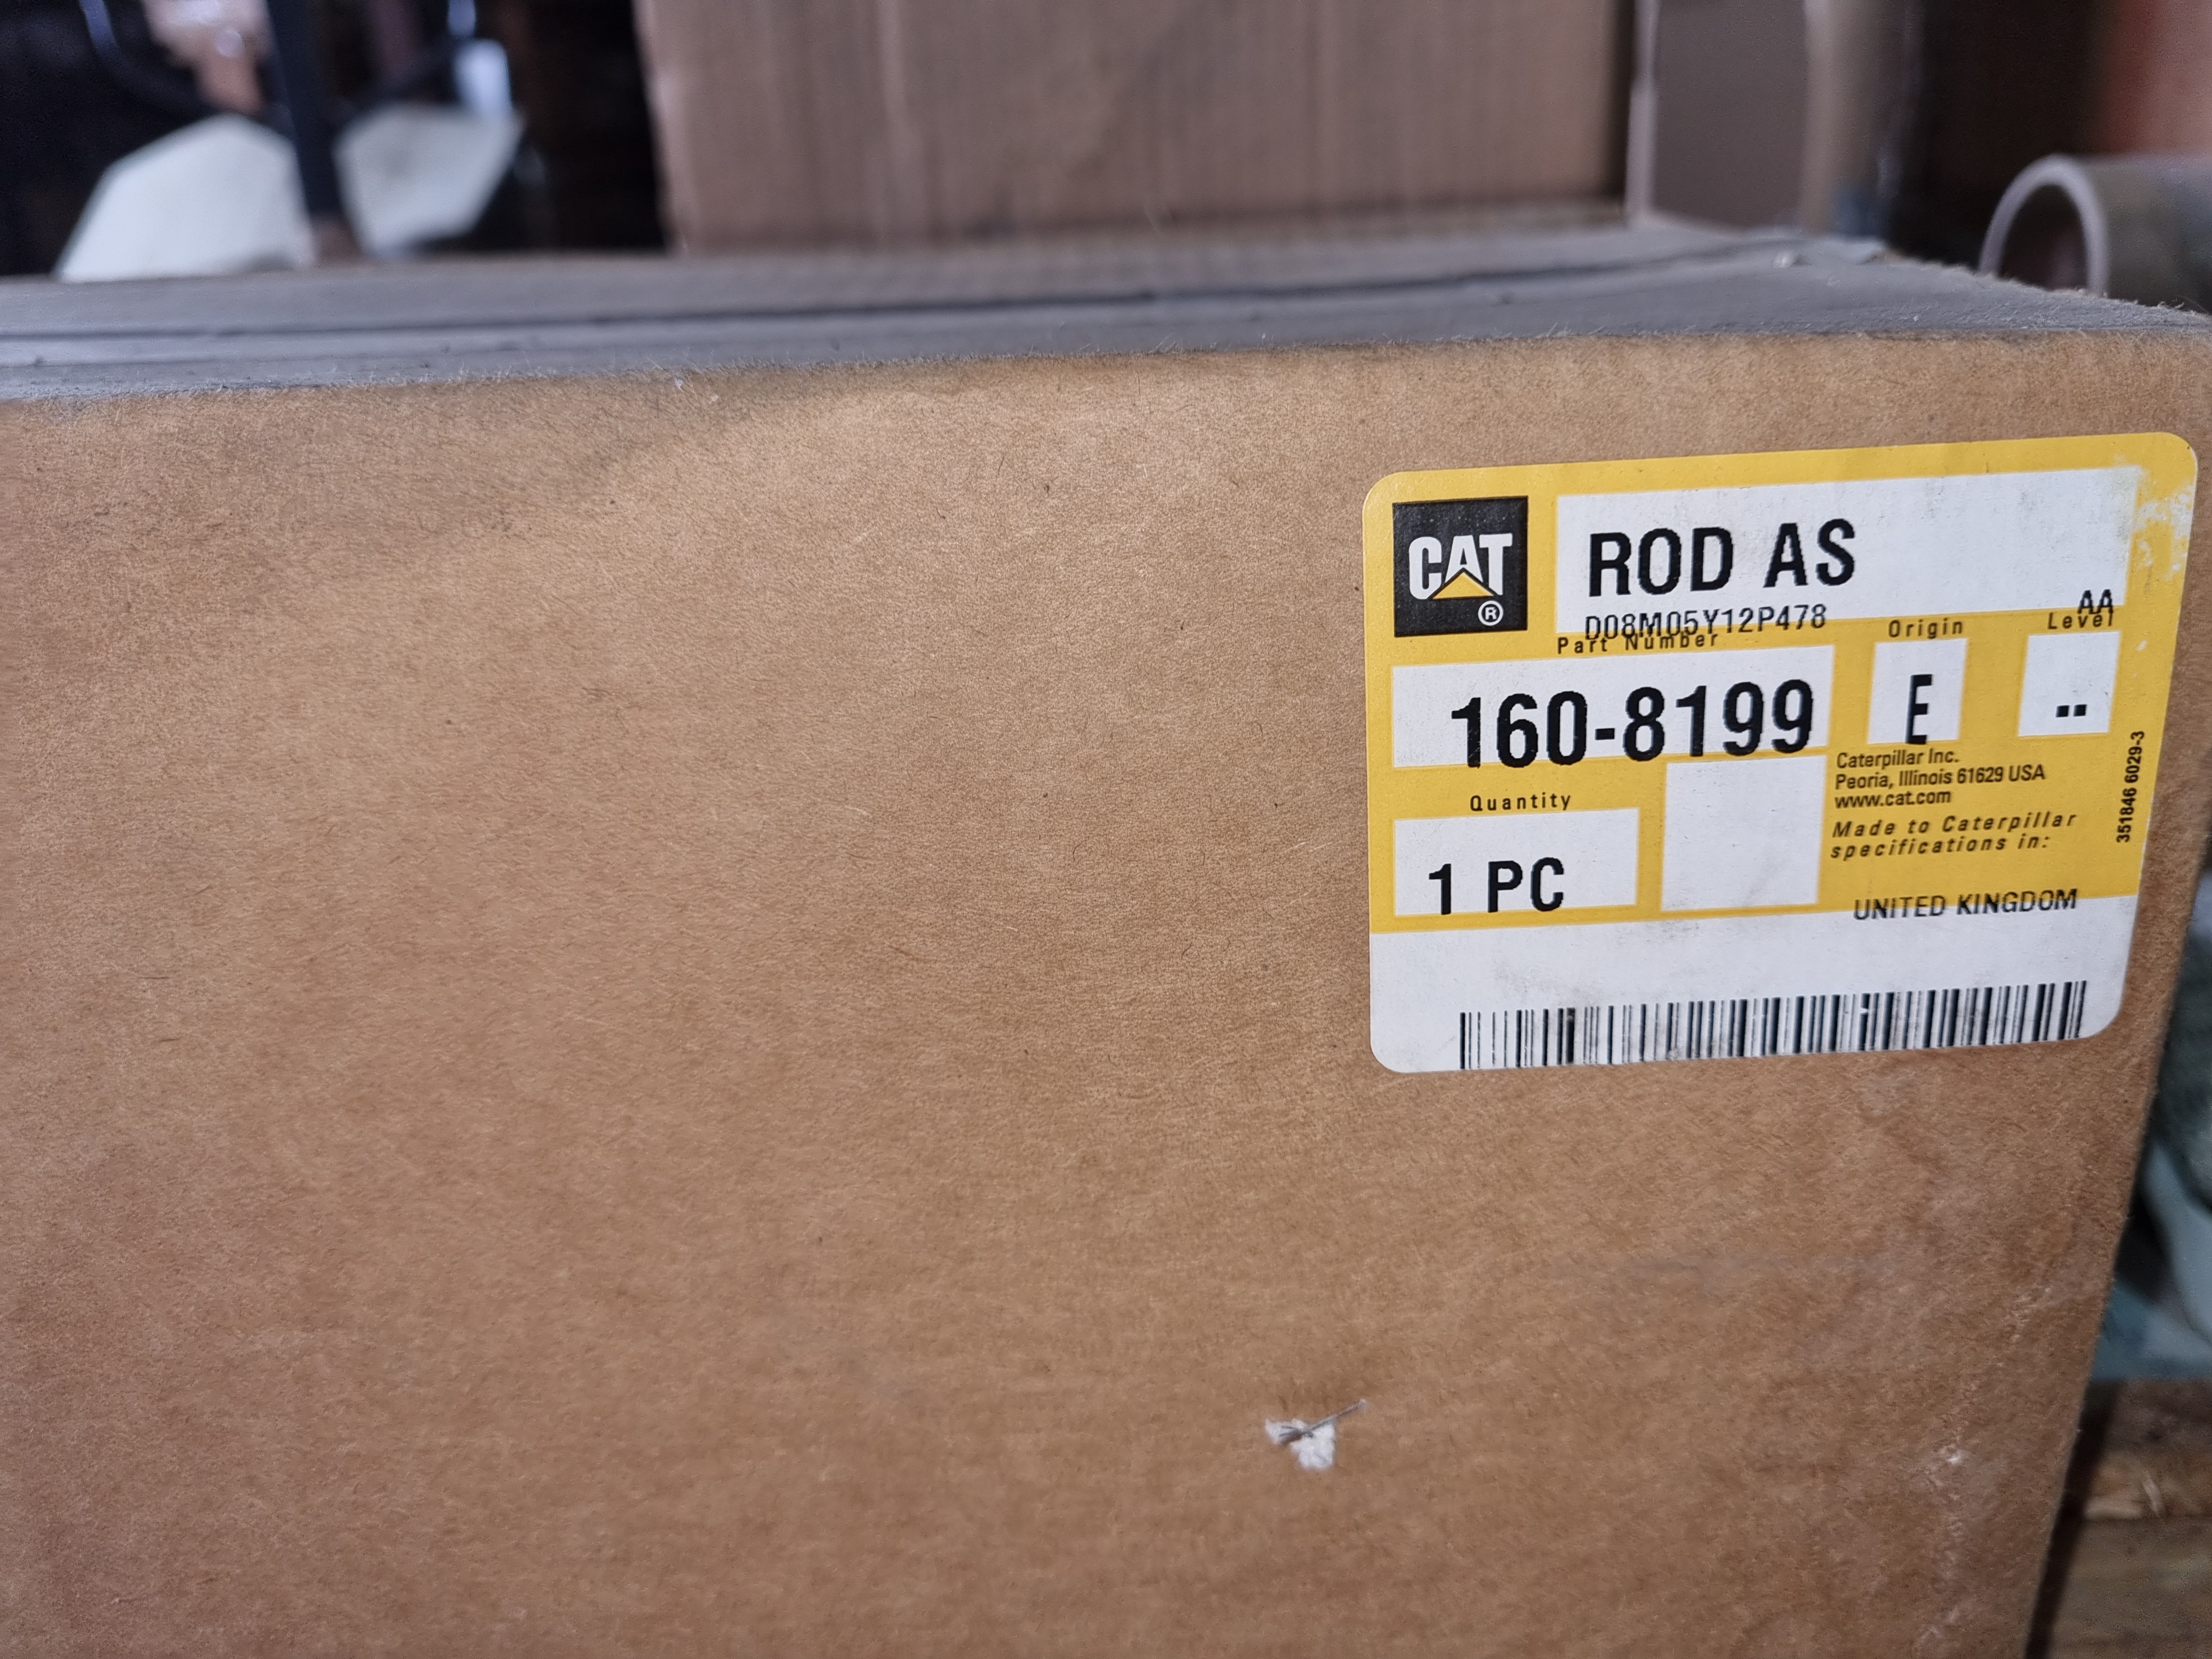 CAT
®
ROD AS
D08M05Y12P478
AA
Part Number
Origin
Level
160-8199
E
--
Caterpillar Inc.
Peoria, Illinois 61629 USA
www.cat.com
Quantity
1 PC
Made to Caterpillar
specifications in:
UNITED KINGDOM
351846 6029-3